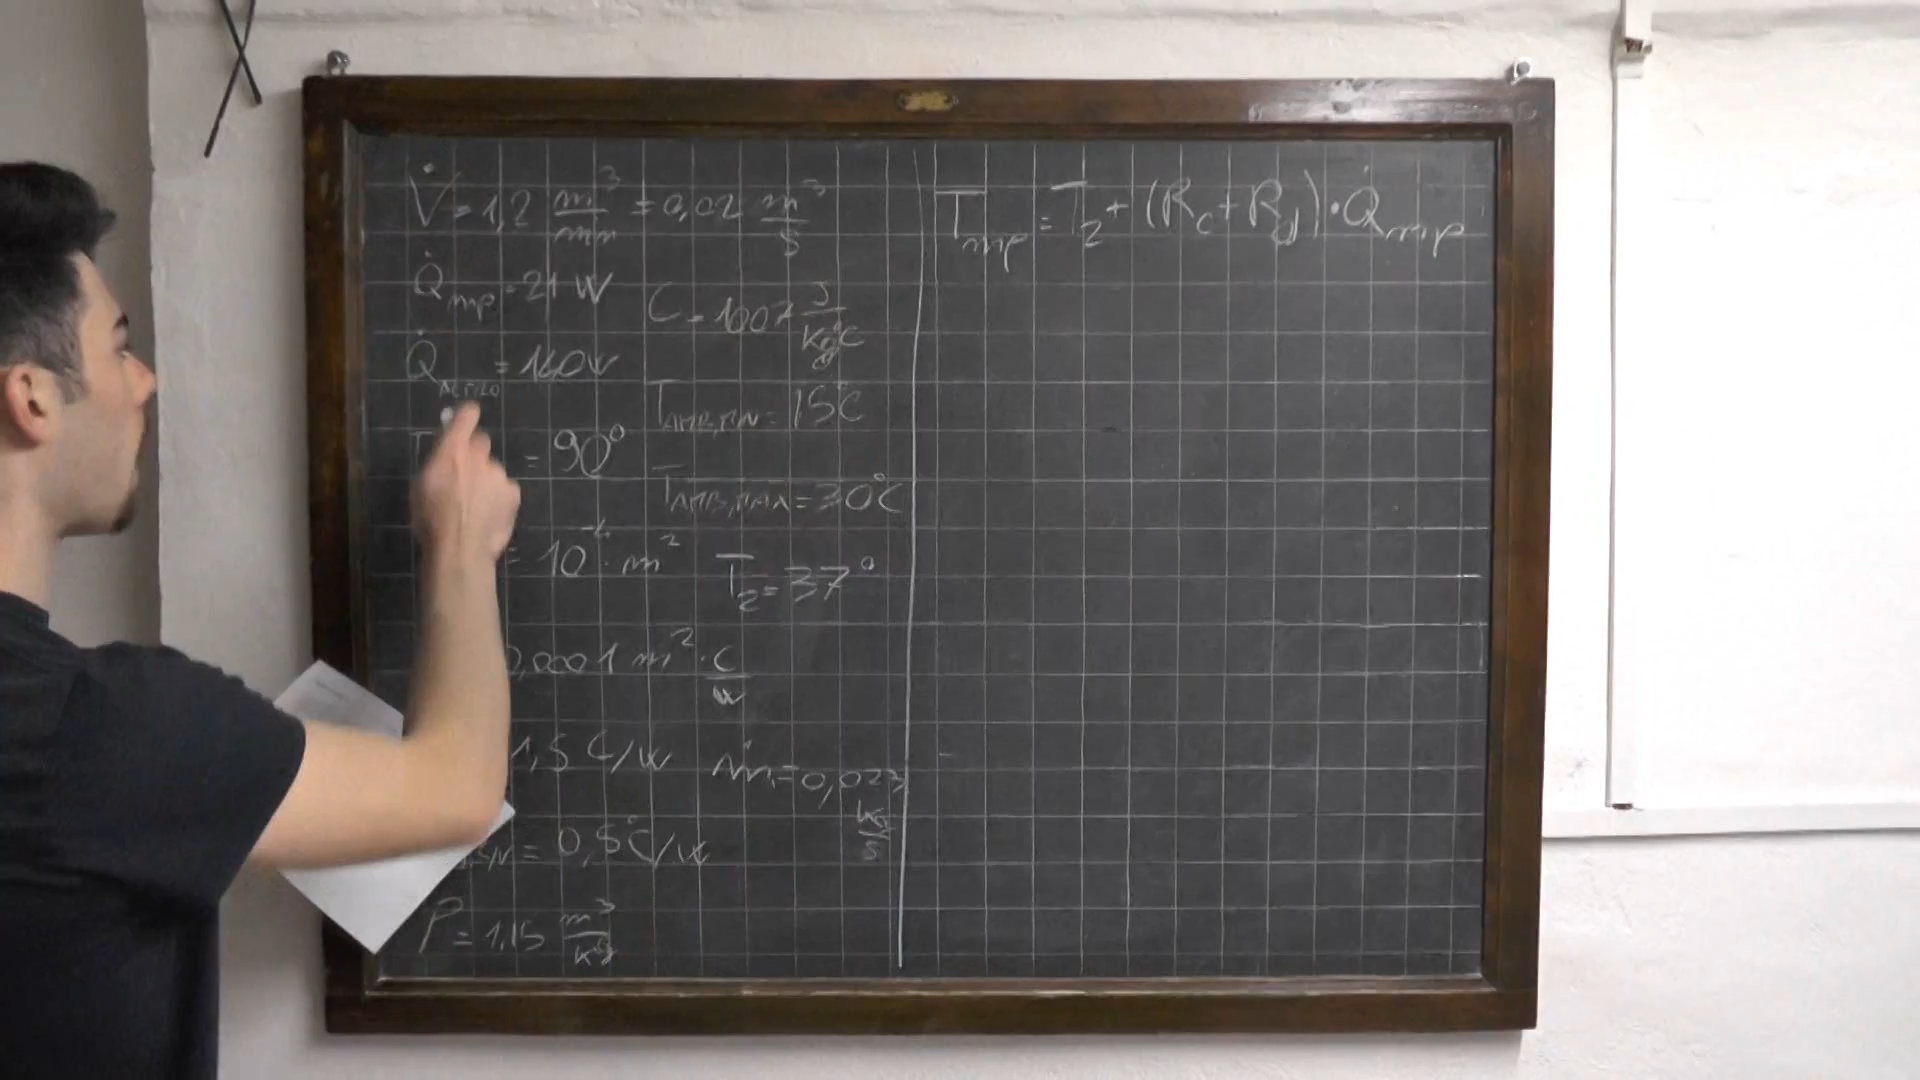 V̇ = 1,2 m³/min = 0,02 m³/s
Q̇mp = 21 W
C = 1007 J/Kg°C
Q̇ALTRO = 160 W
TAMB,MIN = 15°C
= 90°
TAMB,MAX = 30°C
= 10⁻⁴ · m²
T2 = 37°
0,0001 m² · C/W
1,5 C/W
ṁ = 0,023 kg/s
= 0,5°C/W
ρ = 1,15 m³/kg
Tmp = T2 + (Rc + Rd) · Q̇mp